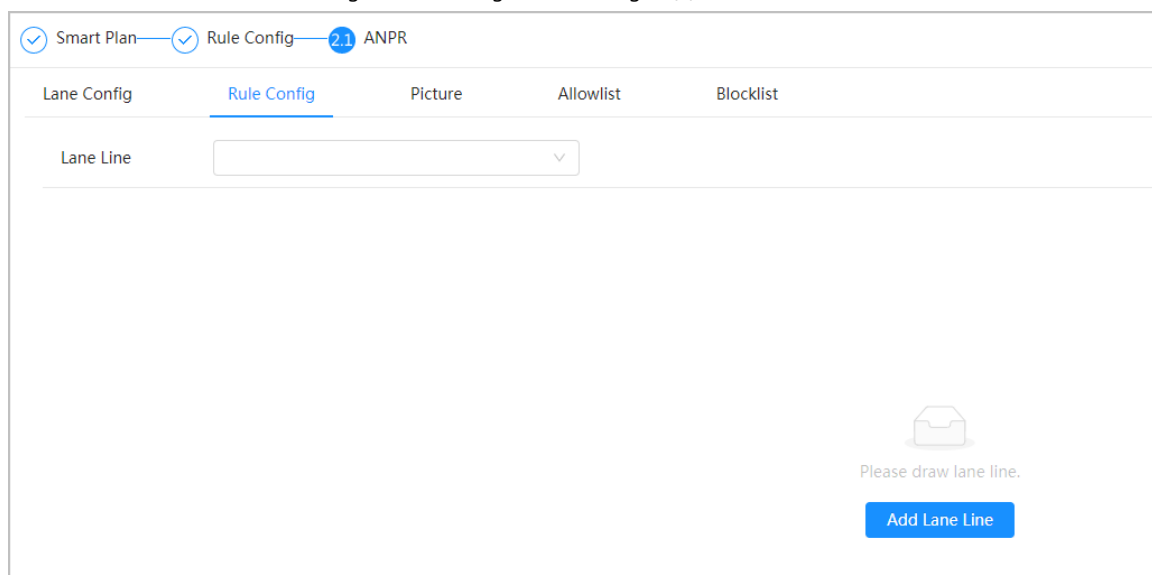 Smart Plan Rule Config 2.1 ANPR
Lane Config Rule Config Picture Allowlist Blocklist
Lane Line
Please draw lane line.
Add Lane Line